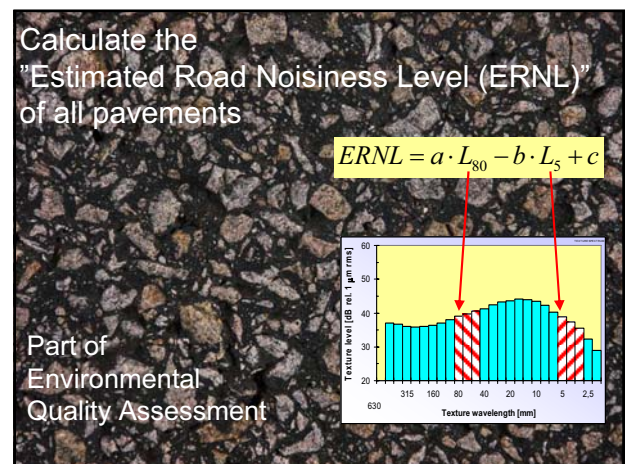 Calculate the
”Estimated Road Noisiness Level (ERNL)”
of all pavements
ERNL = a · L₈₀ − b · L₅ + c
Texture level [dB rel. 1 µm rms]
60
50
40
30
20
630 315 160 80 40 20 10 5 2,5
Texture wavelength [mm]
Part of
Environmental
Quality Assessment